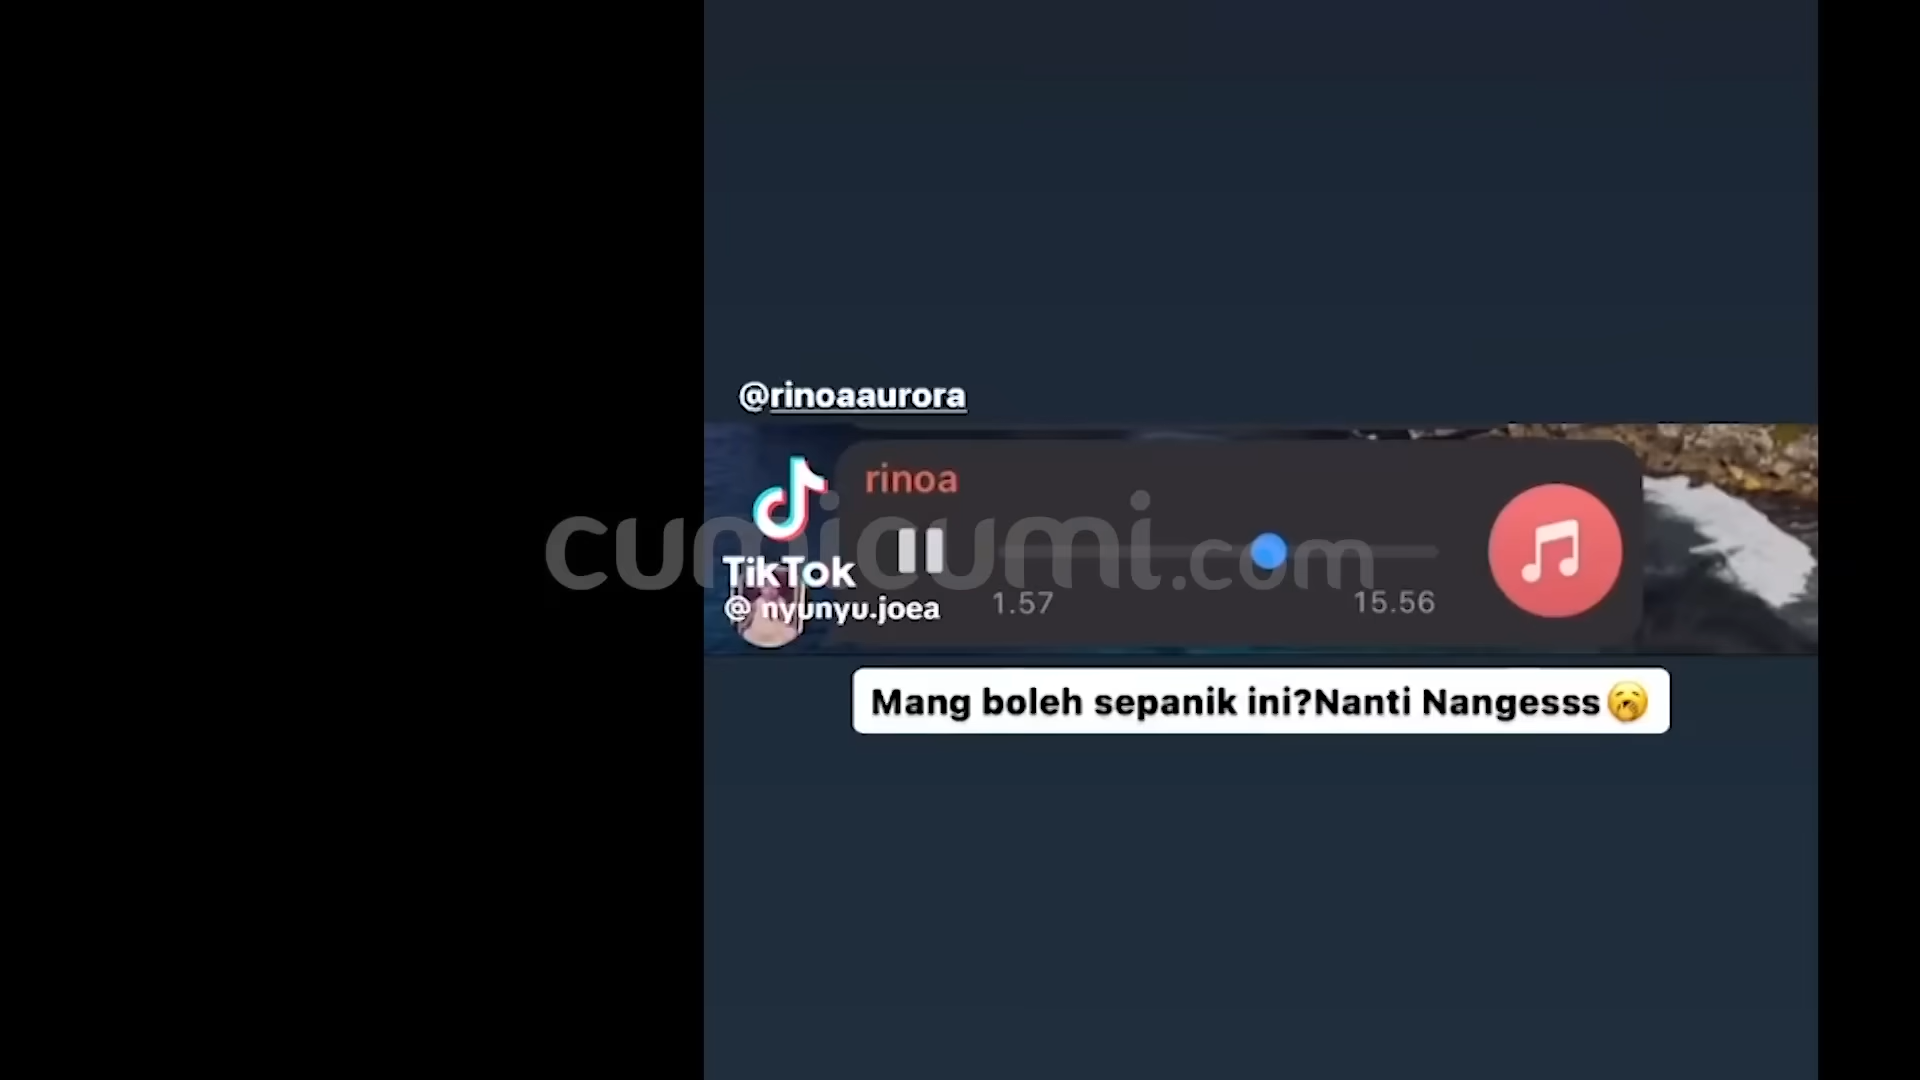 @rinoaaurora
rinoa
TikTok
@ nyunyu.joea
1.57
15.56
cumicumi.com
Mang boleh sepanik ini?Nanti Nangesss🥱